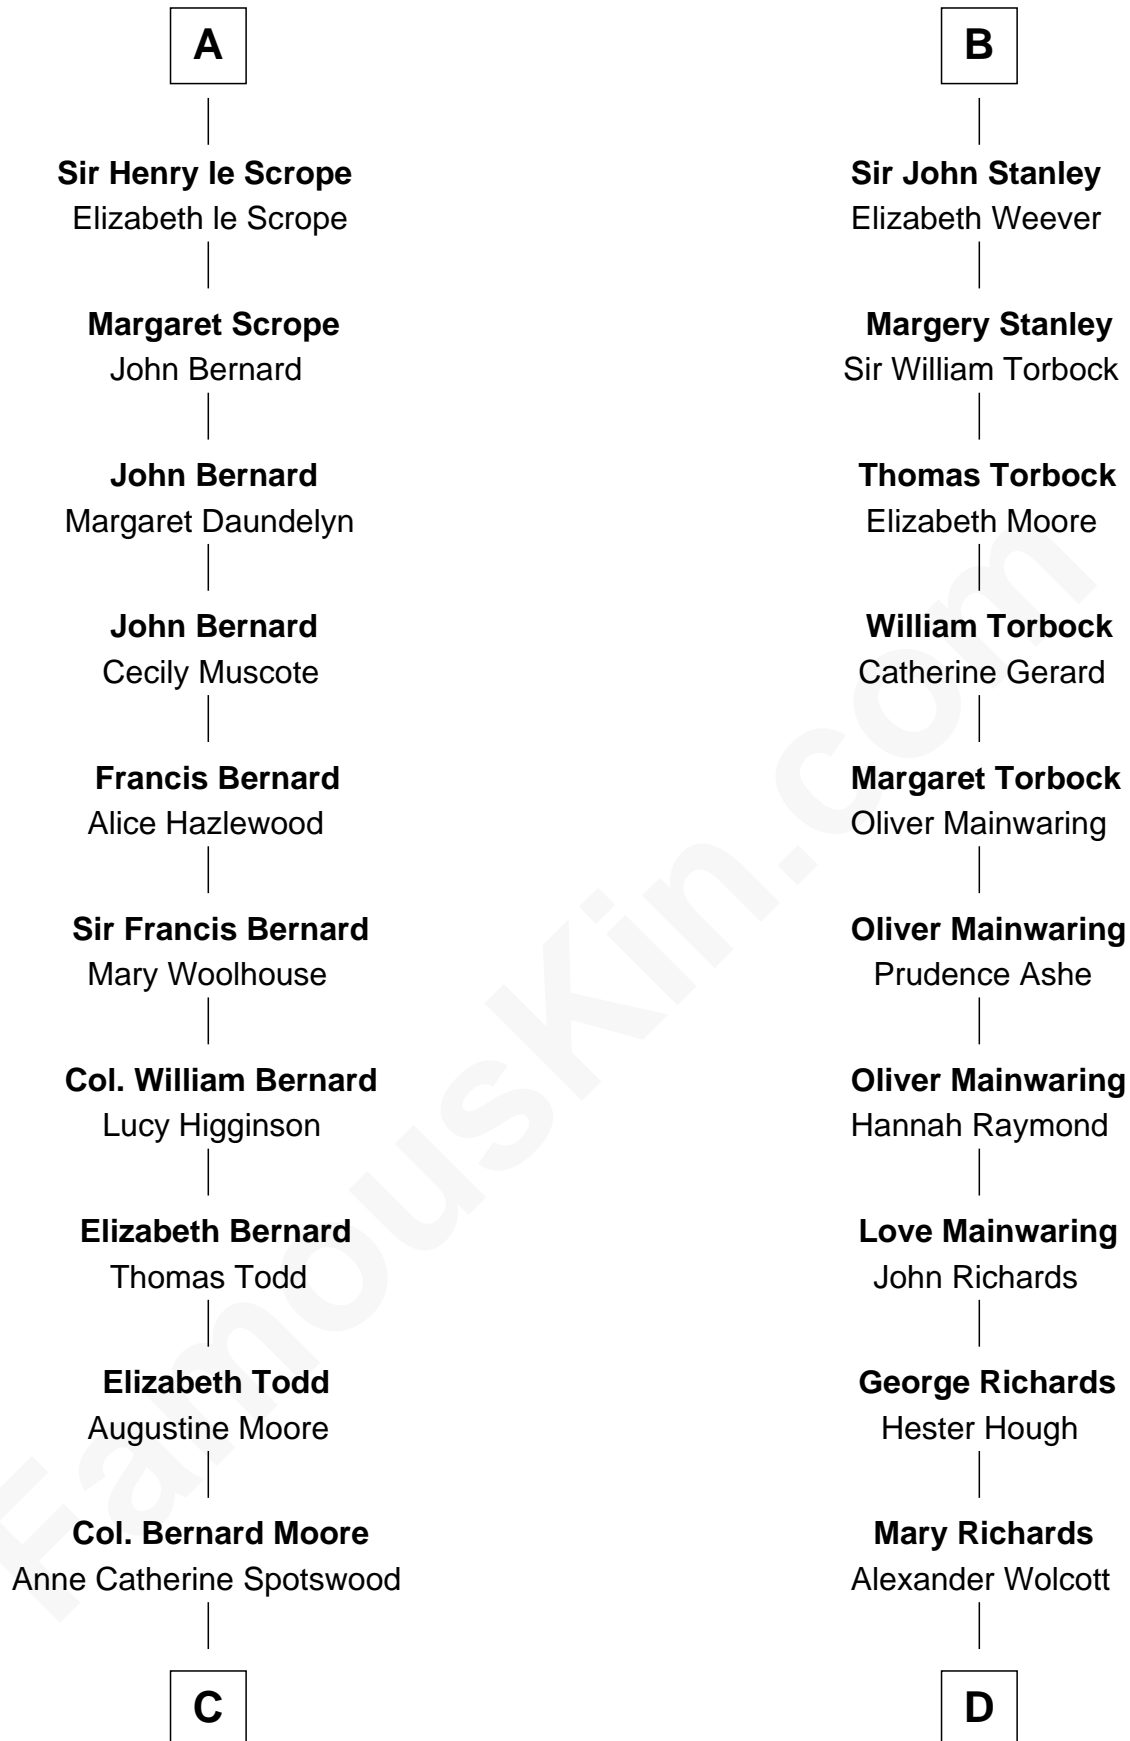 A
Sir Henry le Scrope
Elizabeth le Scrope
Margaret Scrope
John Bernard
John Bernard
Margaret Daundelyn
John Bernard
Cecily Muscote
Francis Bernard
Alice Hazlewood
Sir Francis Bernard
Mary Woolhouse
Col. William Bernard
Lucy Higginson
Elizabeth Bernard
Thomas Todd
Elizabeth Todd
Augustine Moore
Col. Bernard Moore
Anne Catherine Spotswood
C
B
Sir John Stanley
Elizabeth Weever
Margery Stanley
Sir William Torbock
Thomas Torbock
Elizabeth Moore
William Torbock
Catherine Gerard
Margaret Torbock
Oliver Mainwaring
Oliver Mainwaring
Prudence Ashe
Oliver Mainwaring
Hannah Raymond
Love Mainwaring
John Richards
George Richards
Hester Hough
Mary Richards
Alexander Wolcott
D
FamousKin.com